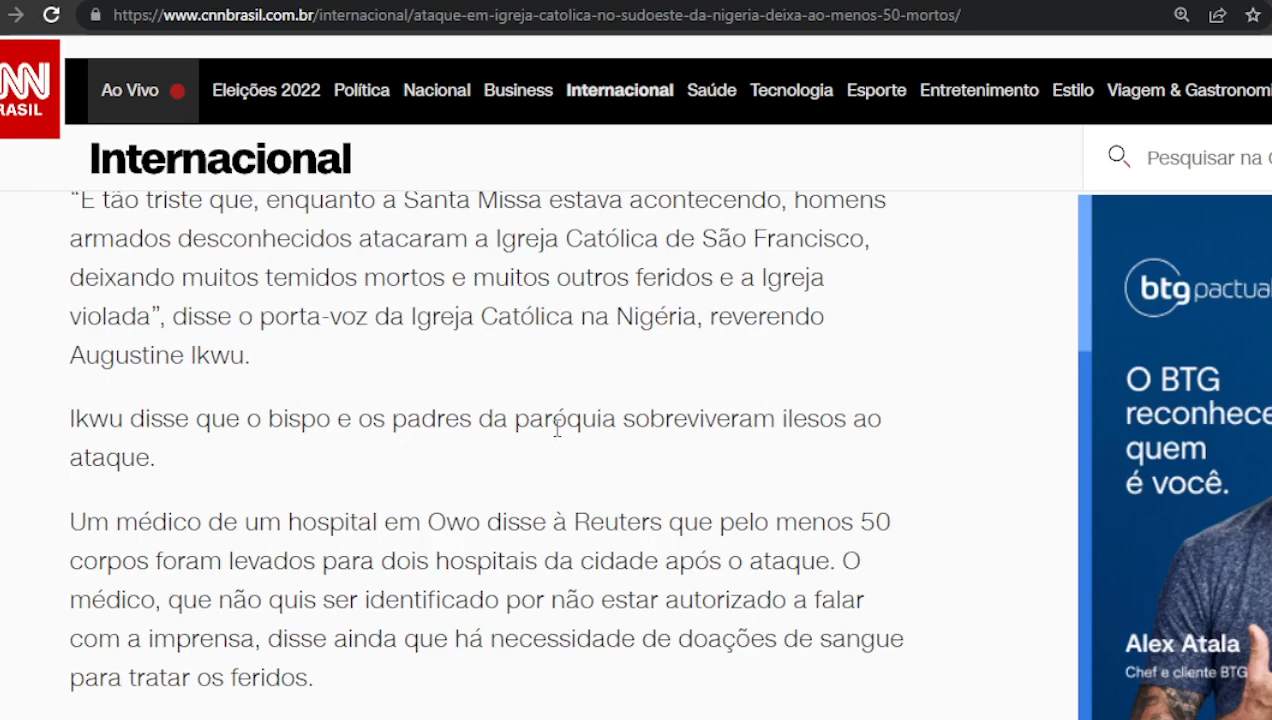 https://www.cnnbrasil.com.br/internacional/ataque-em-igreja-catolica-no-sudoeste-da-nigeria-deixa-ao-menos-50-mortos/
Ao Vivo Eleições 2022 Política Nacional Business Internacional Saúde Tecnologia Esporte Entretenimento Estilo Viagem & Gastronomi
CNN
RASIL
Internacional
Pesquisar na C
“E tão triste que, enquanto a Santa Missa estava acontecendo, homens
armados desconhecidos atacaram a Igreja Católica de São Francisco,
deixando muitos temidos mortos e muitos outros feridos e a Igreja
violada”, disse o porta-voz da Igreja Católica na Nigéria, reverendo
Augustine Ikwu.
Ikwu disse que o bispo e os padres da paróquia sobreviveram ilesos ao
ataque.
Um médico de um hospital em Owo disse à Reuters que pelo menos 50
corpos foram levados para dois hospitais da cidade após o ataque. O
médico, que não quis ser identificado por não estar autorizado a falar
com a imprensa, disse ainda que há necessidade de doações de sangue
para tratar os feridos.
btg pactual
O BTG
reconhece
quem
é você.
Alex Atala
Chef e cliente BTG